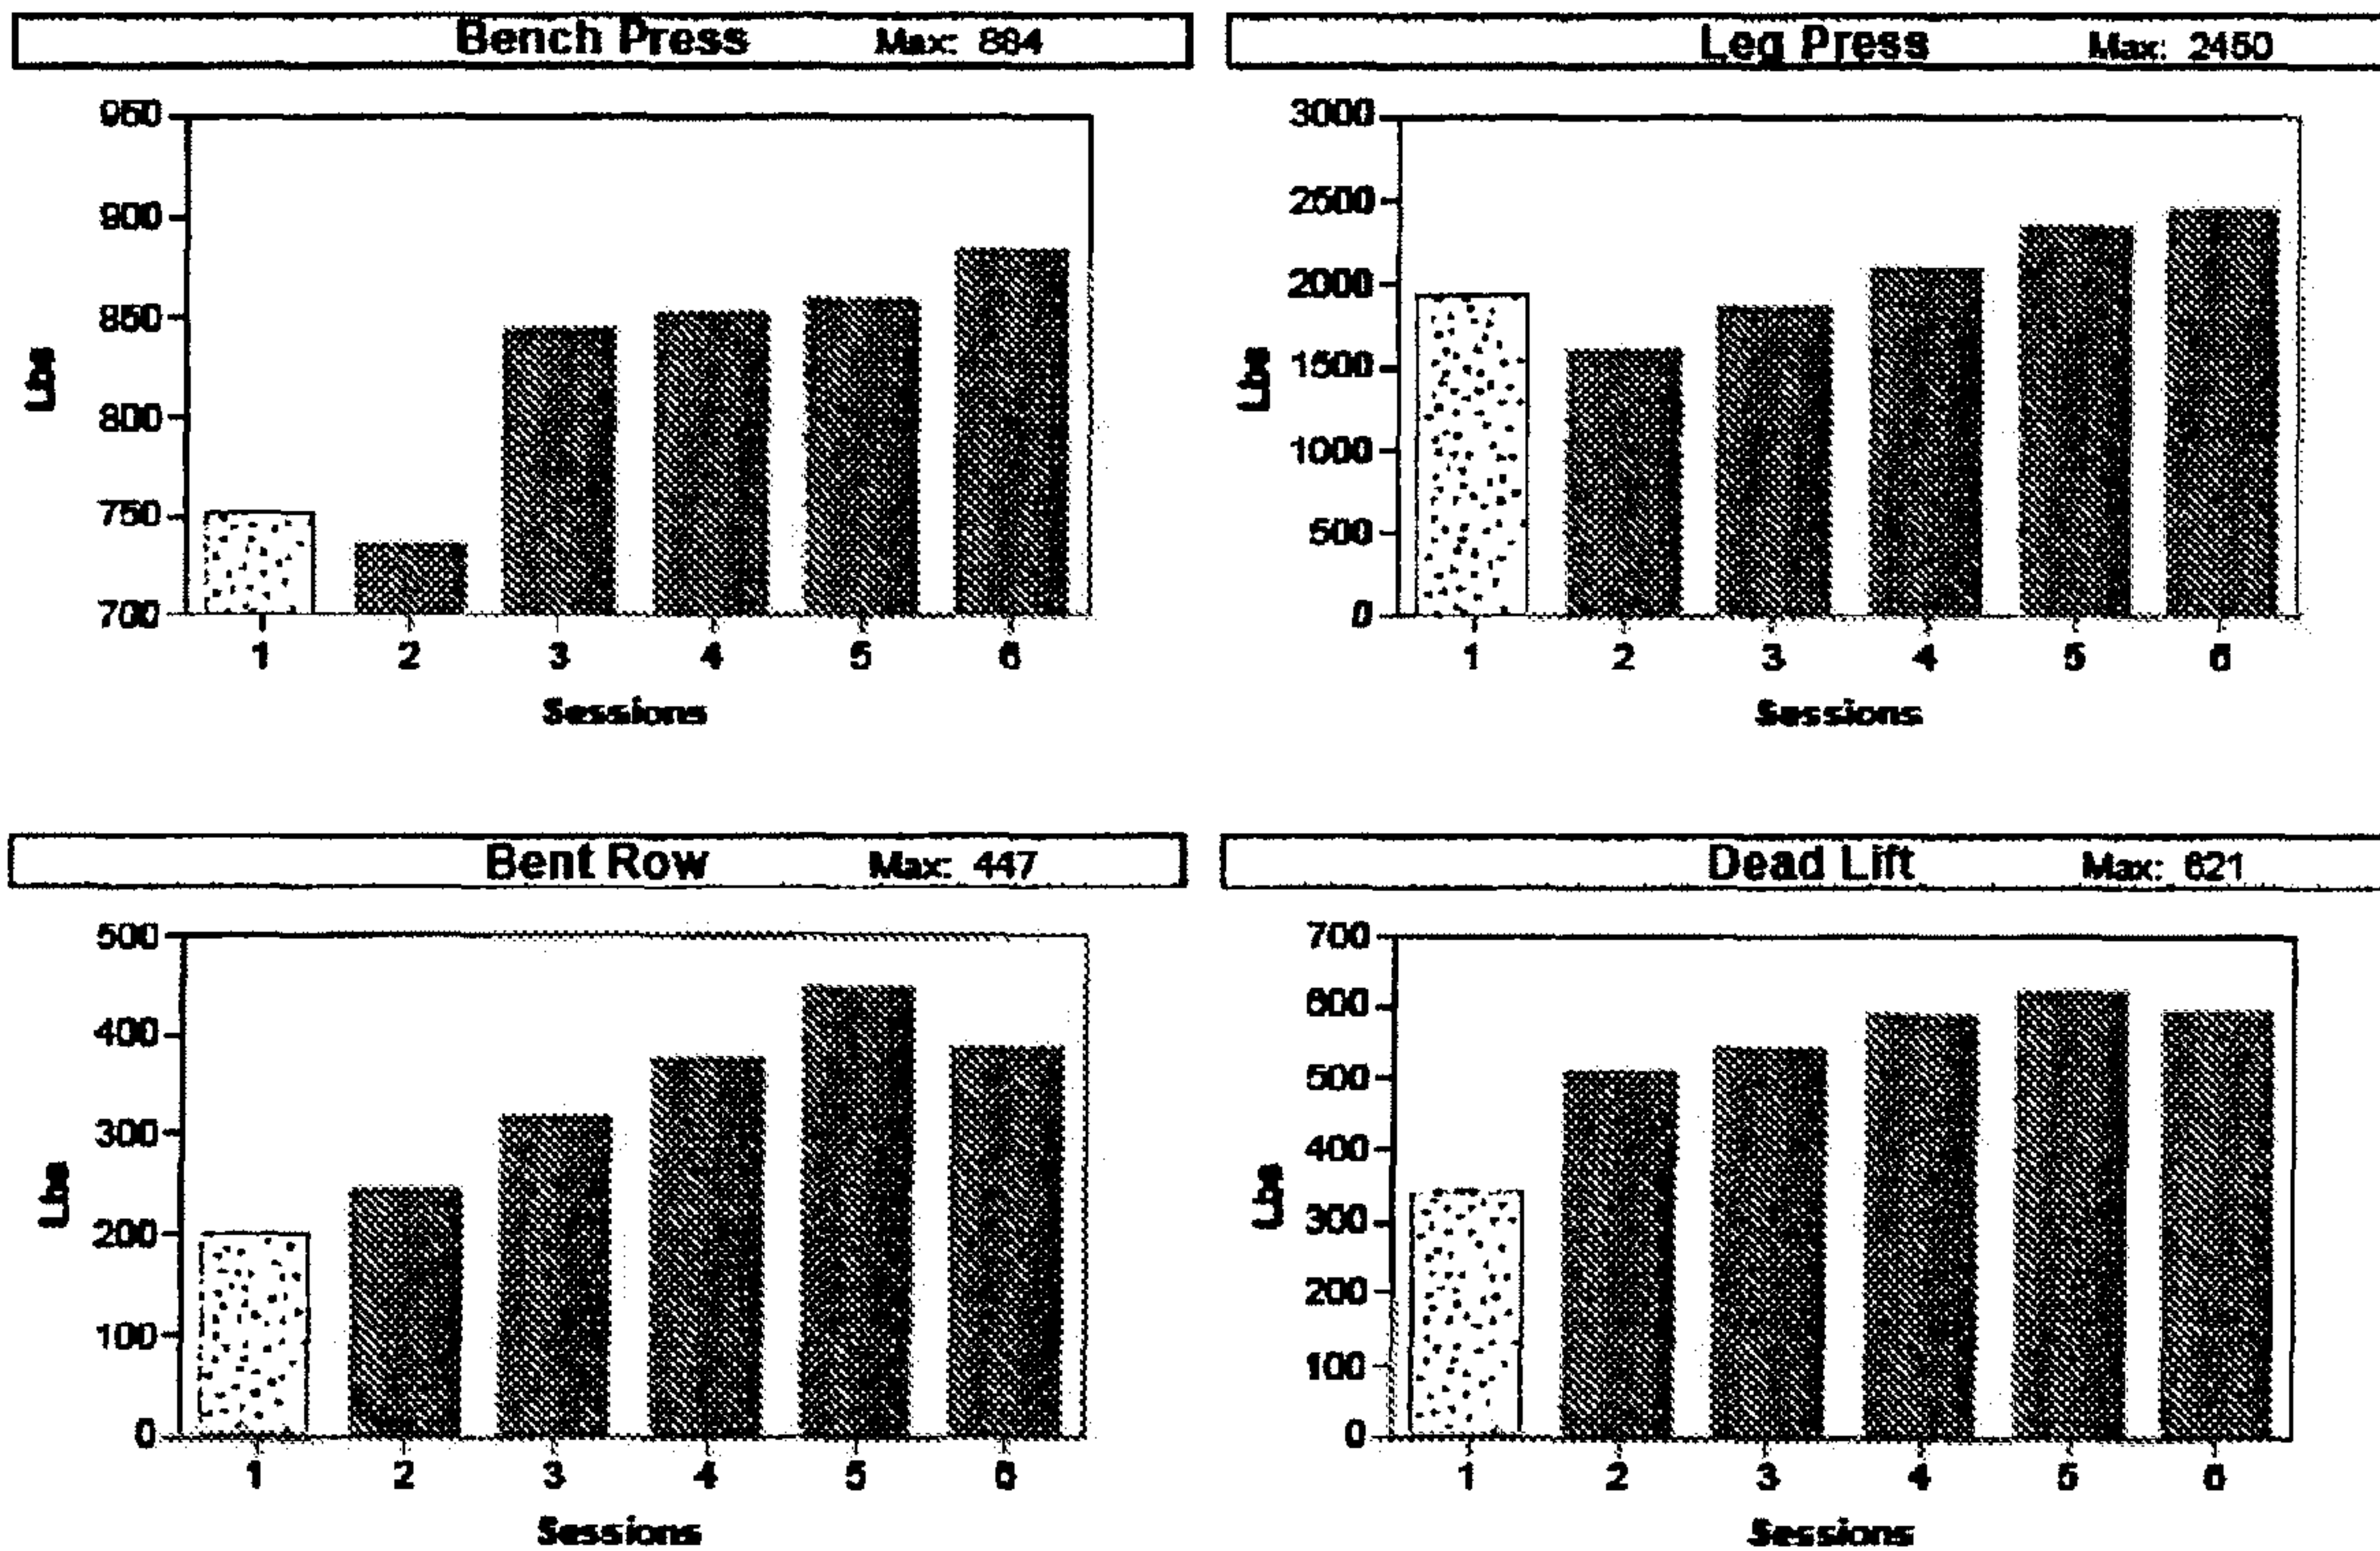 Bench Press Max: 884
950
900
850
800
750
700
Lbs
1 2 3 4 5 6
Sessions
Leg Press Max: 2450
3000
2500
2000
1500
1000
500
0
Lbs
1 2 3 4 5 6
Sessions
Bent Row Max: 447
500
400
300
200
100
0
Lbs
1 2 3 4 5 6
Sessions
Dead Lift Max: 621
700
600
500
400
300
200
100
0
Lbs
1 2 3 4 5 6
Sessions